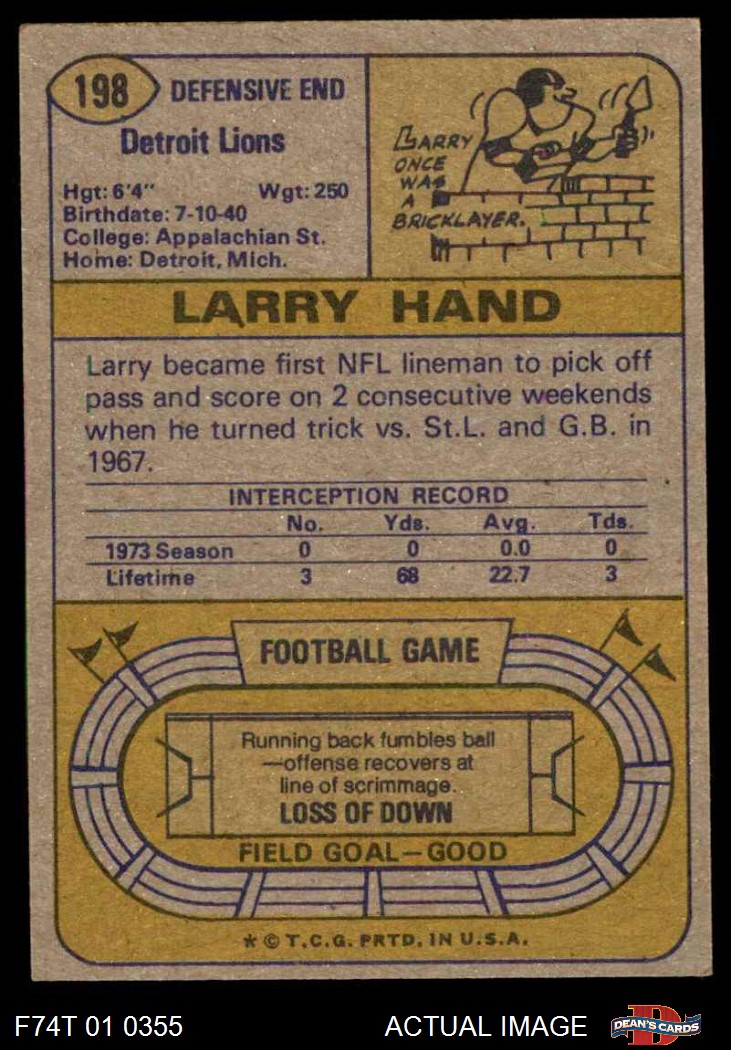 198
DEFENSIVE END
Detroit Lions
Hgt: 6'4" Wgt: 250
Birthdate: 7-10-40
College: Appalachian St.
Home: Detroit, Mich.
LARRY
ONCE
WAS
A
BRICKLAYER.
LARRY HAND
Larry became first NFL lineman to pick off
pass and score on 2 consecutive weekends
when he turned trick vs. St.L. and G.B. in
1967.
INTERCEPTION RECORD
No. Yds. Avg. Tds.
1973 Season 0 0 0.0 0
Lifetime 3 68 22.7 3
FOOTBALL GAME
Running back fumbles ball
—offense recovers at
line of scrimmage.
LOSS OF DOWN
FIELD GOAL—GOOD
* © T.C.G. PRTD. IN U.S.A.
F74T 01 0355 ACTUAL IMAGE
D
DEAN'S CARDS